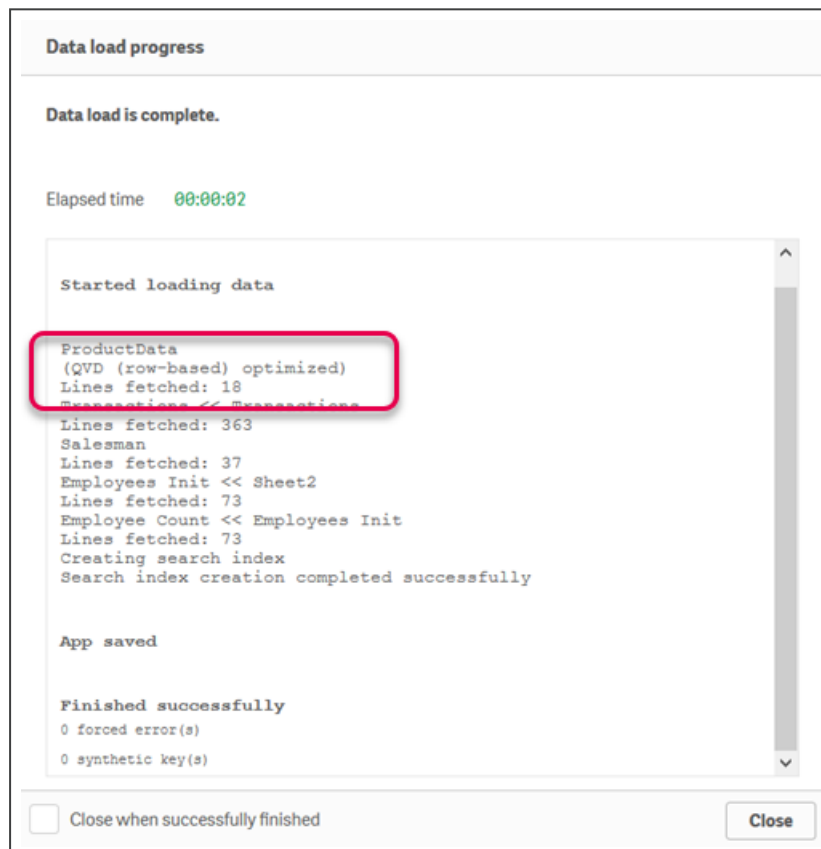 Data load progress
Data load is complete.
Elapsed time 00:00:02
Started loading data
ProductData
(QVD (row-based) optimized)
Lines fetched: 18
Transactions << Transactions
Lines fetched: 363
Salesman
Lines fetched: 37
Employees Init << Sheet2
Lines fetched: 73
Employee Count << Employees Init
Lines fetched: 73
Creating search index
Search index creation completed successfully
App saved
Finished successfully
0 forced error(s)
0 synthetic key(s)
Close when successfully finished
Close